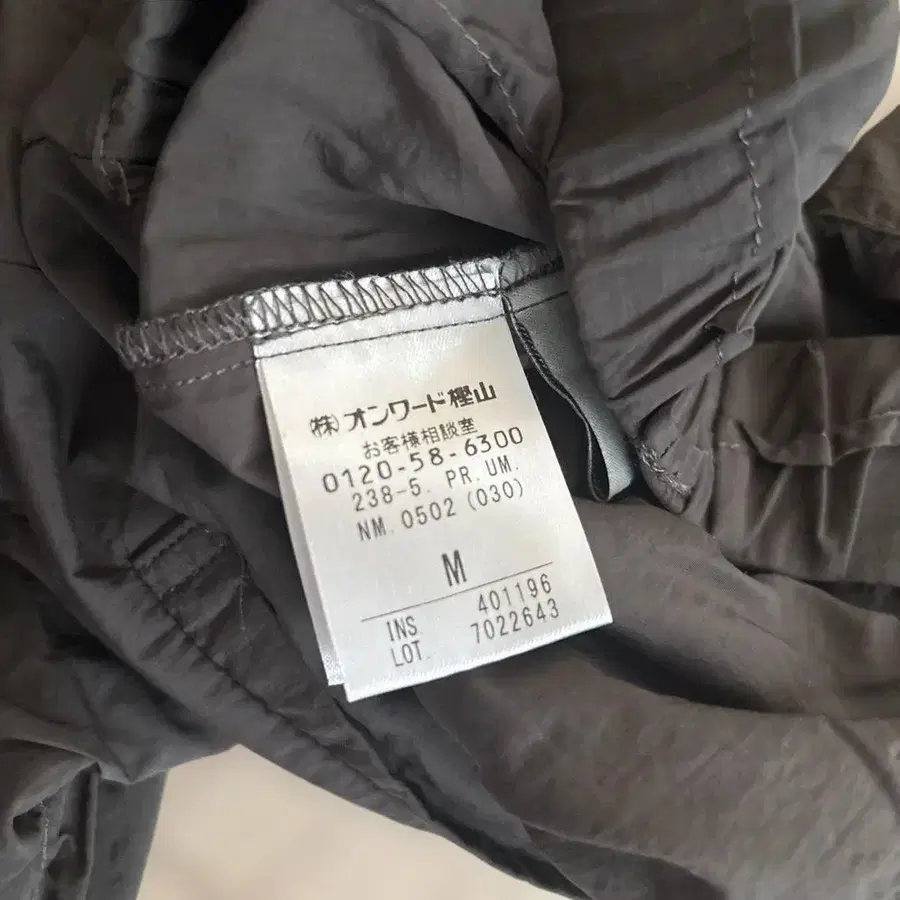 ㈱オンワード樫山
お客様相談室
0120-58-6300
238-5. PR. UM.
NM. 0502 (030)
M
INS. 401196
LOT. 7022643